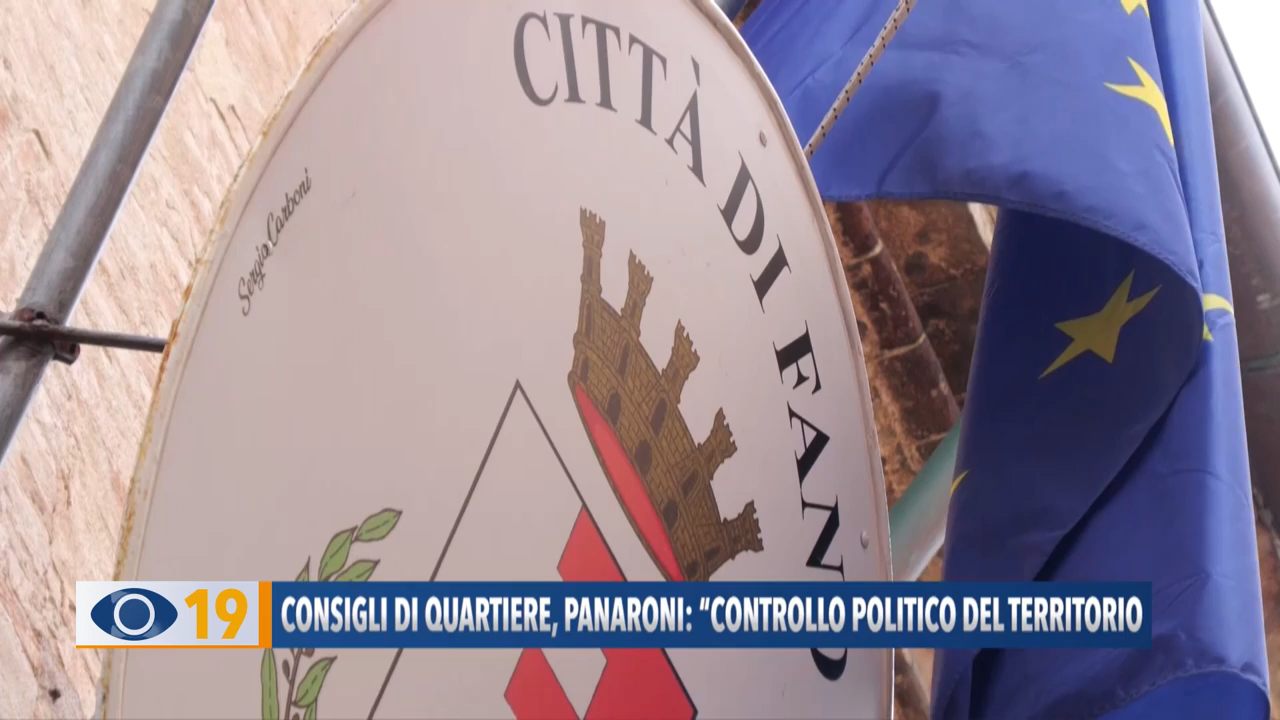 CITTÀ DI FANO
Sergio Carboni
19
CONSIGLI DI QUARTIERE, PANARONI: “CONTROLLO POLITICO DEL TERRITORIO